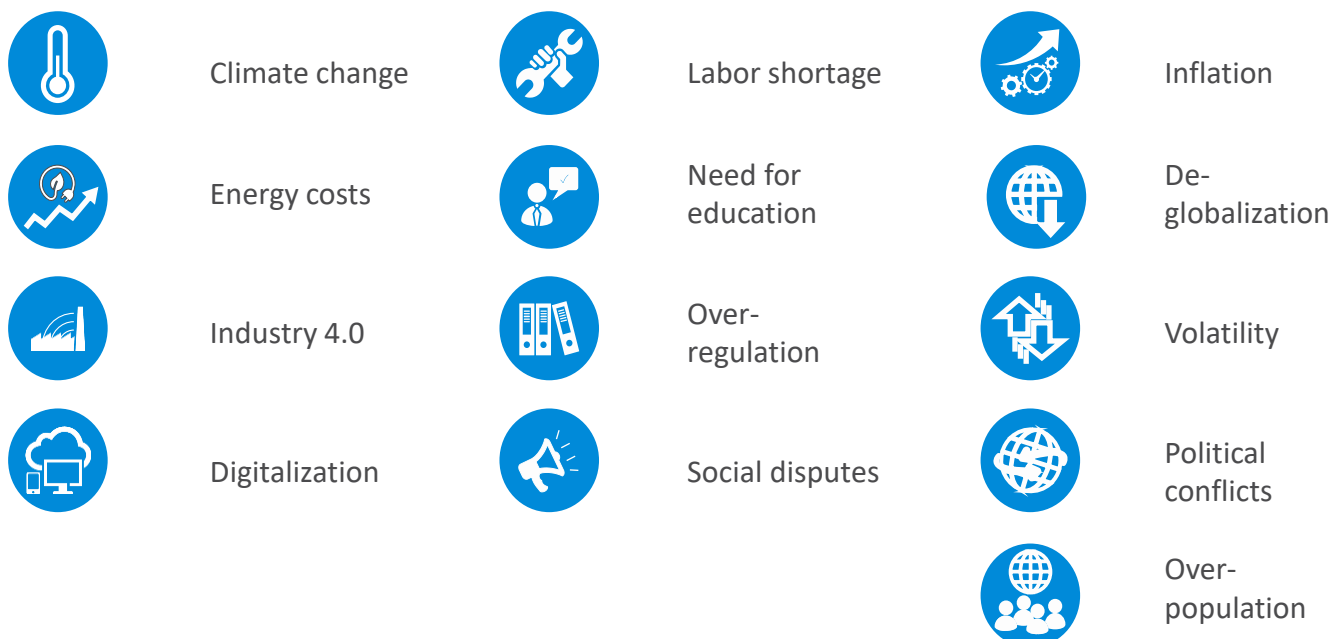 Climate change
Labor shortage
Inflation
Energy costs
Need for
education
De-
globalization
Industry 4.0
Over-
regulation
Volatility
Digitalization
Social disputes
Political
conflicts
Over-
population